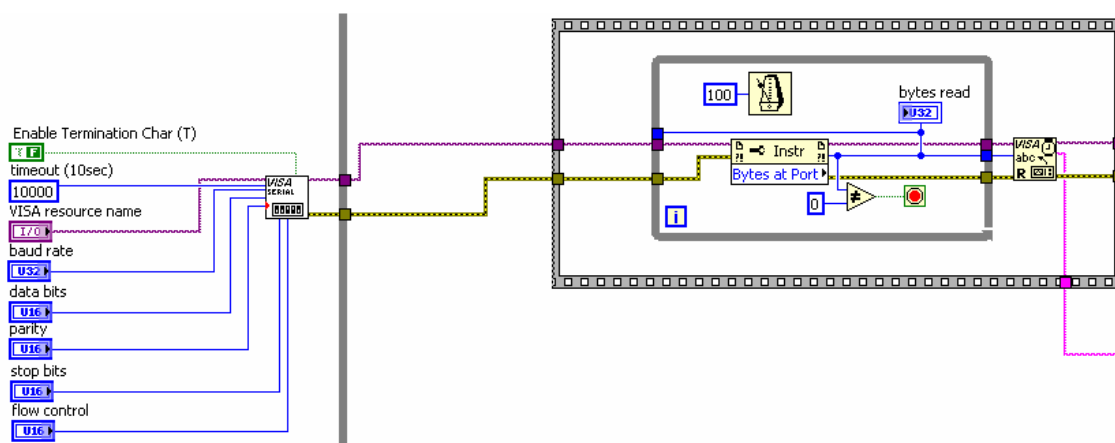 Enable Termination Char (T)
F
timeout (10sec)
10000
VISA resource name
I/O
baud rate
U32
data bits
U16
parity
U16
stop bits
U16
flow control
U16
VISA
SERIAL
100
bytes read
U32
Instr
Bytes at Port
0
i
VISA
abc
R